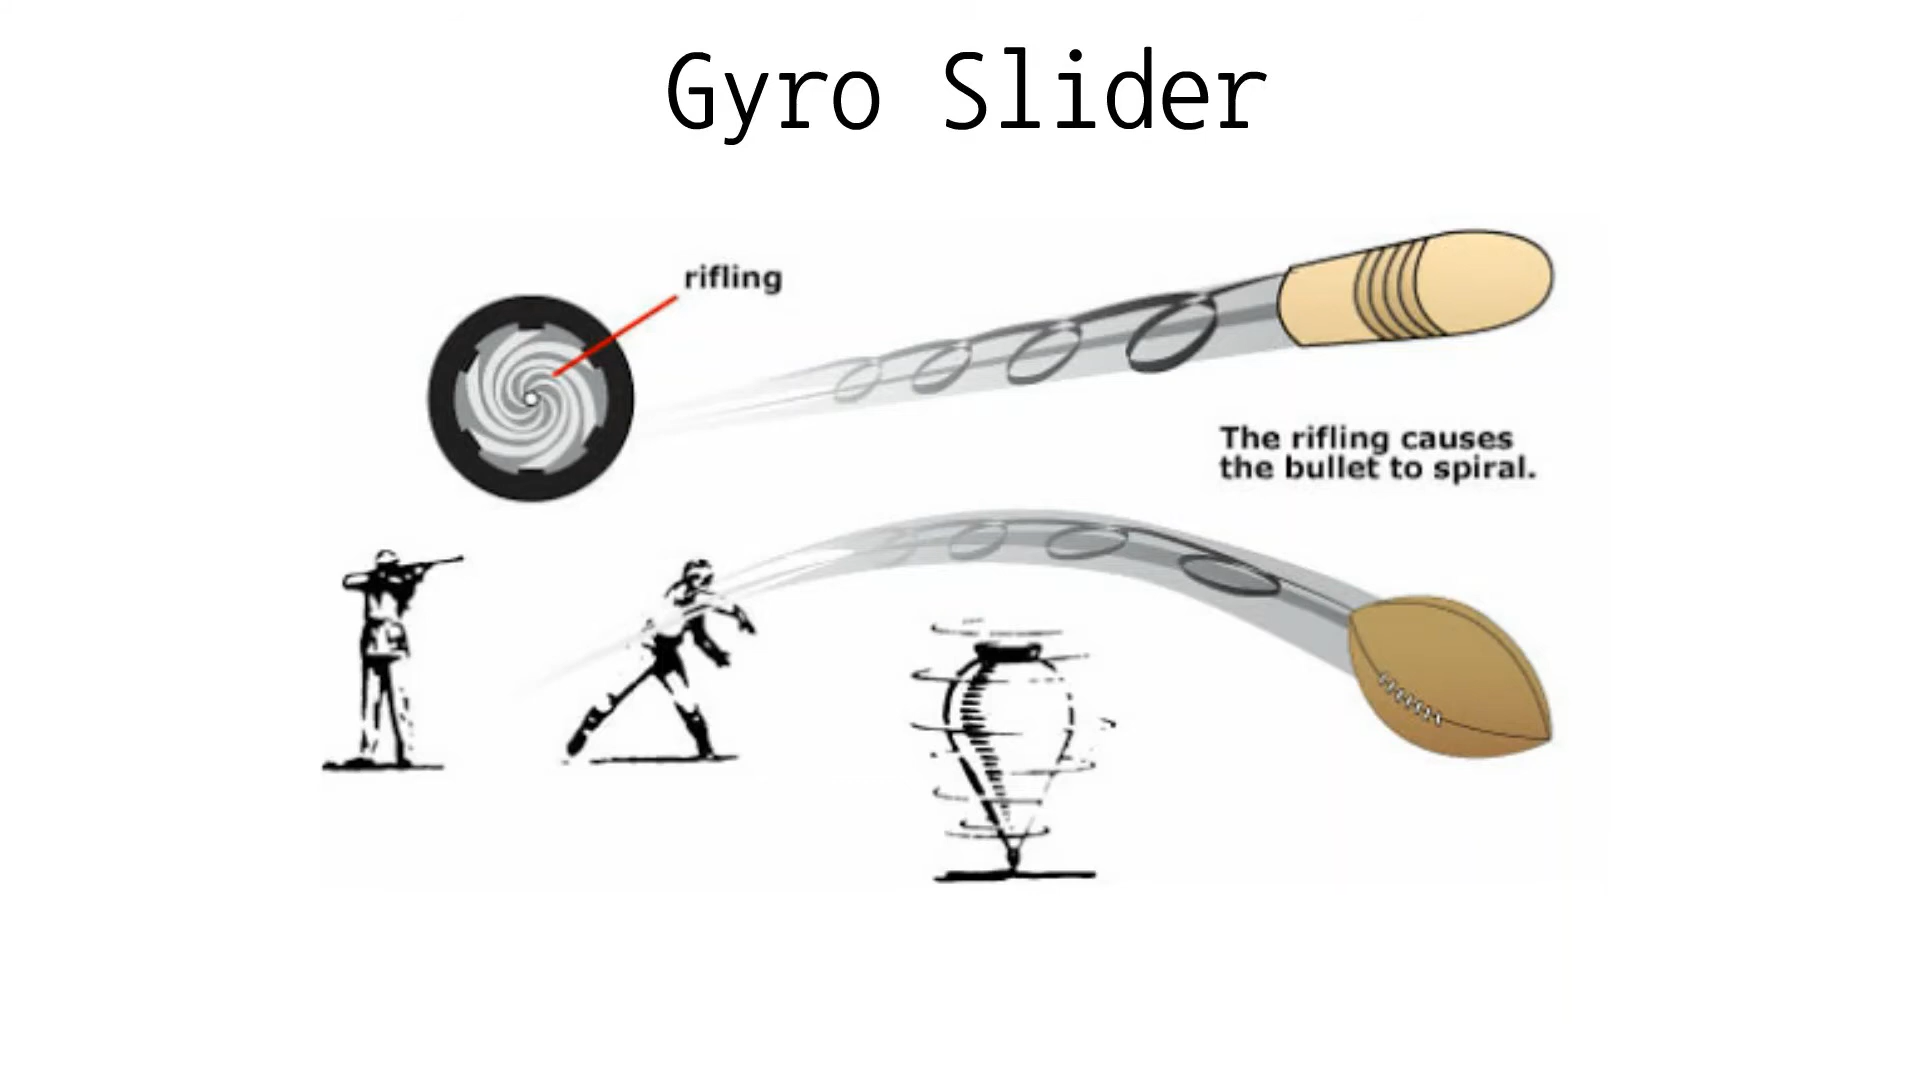 Gyro Slider
rifling
The rifling causes
the bullet to spiral.